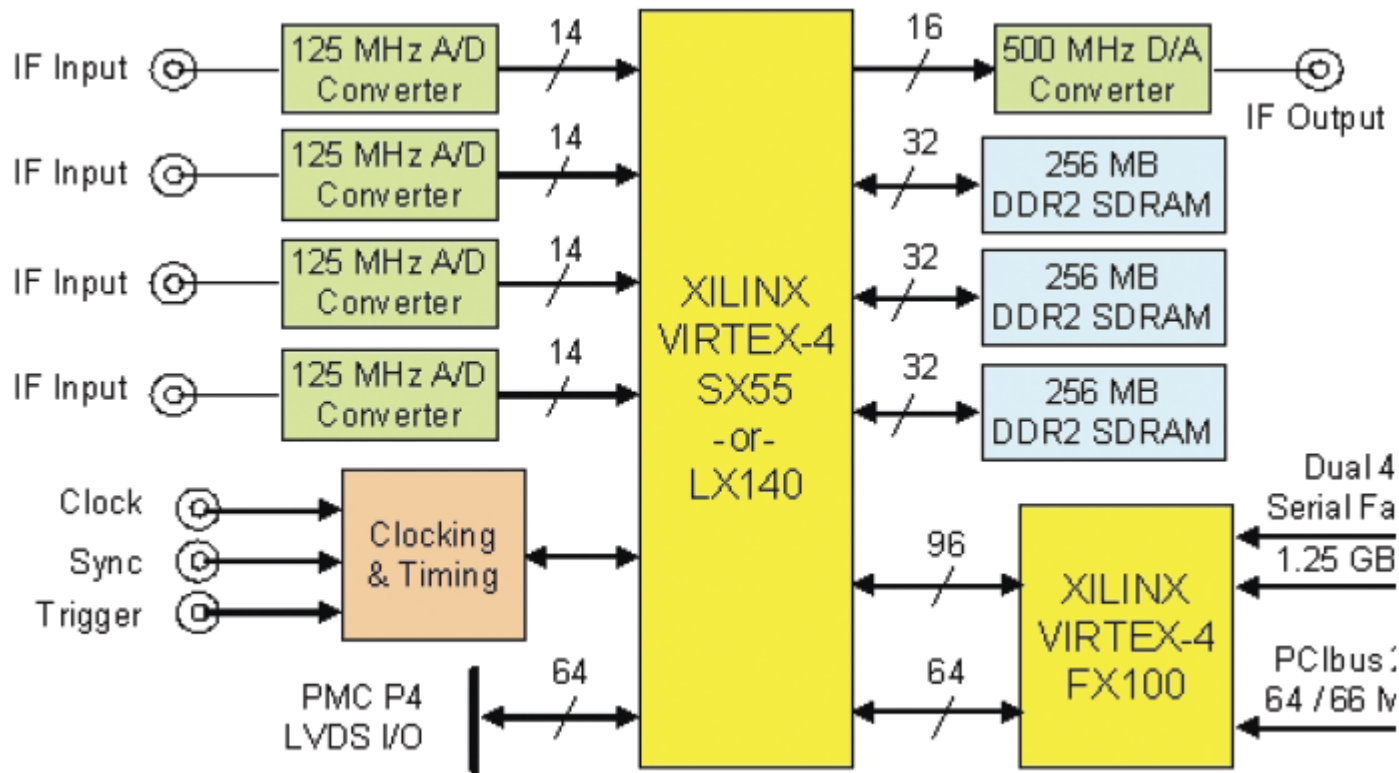 IF Input
125 MHz A/D
Converter
14
IF Input
125 MHz A/D
Converter
14
IF Input
125 MHz A/D
Converter
14
IF Input
125 MHz A/D
Converter
14
Clock
Sync
Trigger
Clocking
& Timing
PMC P4
LVDS I/O
64
XILINX
VIRTEX-4
SX55
-or-
LX140
16
500 MHz D/A
Converter
IF Output
32
256 MB
DDR2 SDRAM
32
256 MB
DDR2 SDRAM
32
256 MB
DDR2 SDRAM
96
64
XILINX
VIRTEX-4
FX100
Dual 4
Serial
1.25 GB
PCIbus
64 / 66